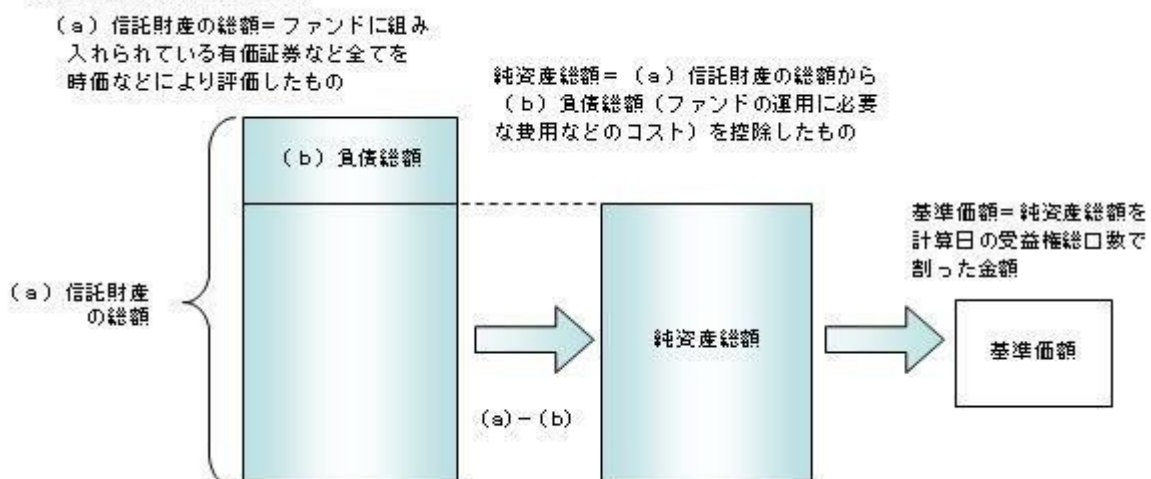 （a）信託財産の総額＝ファンドに組み
入れられている有価証券など全てを
時価などにより評価したもの
純資産総額＝（a）信託財産の総額から
（b）負債総額（ファンドの運用に必要
な費用などのコスト）を控除したもの
（b）負債総額
基準価額＝純資産総額を
計算日の受益権総口数で
割った金額
（a）信託財産
の総額
純資産総額
基準価額
(a)－(b)